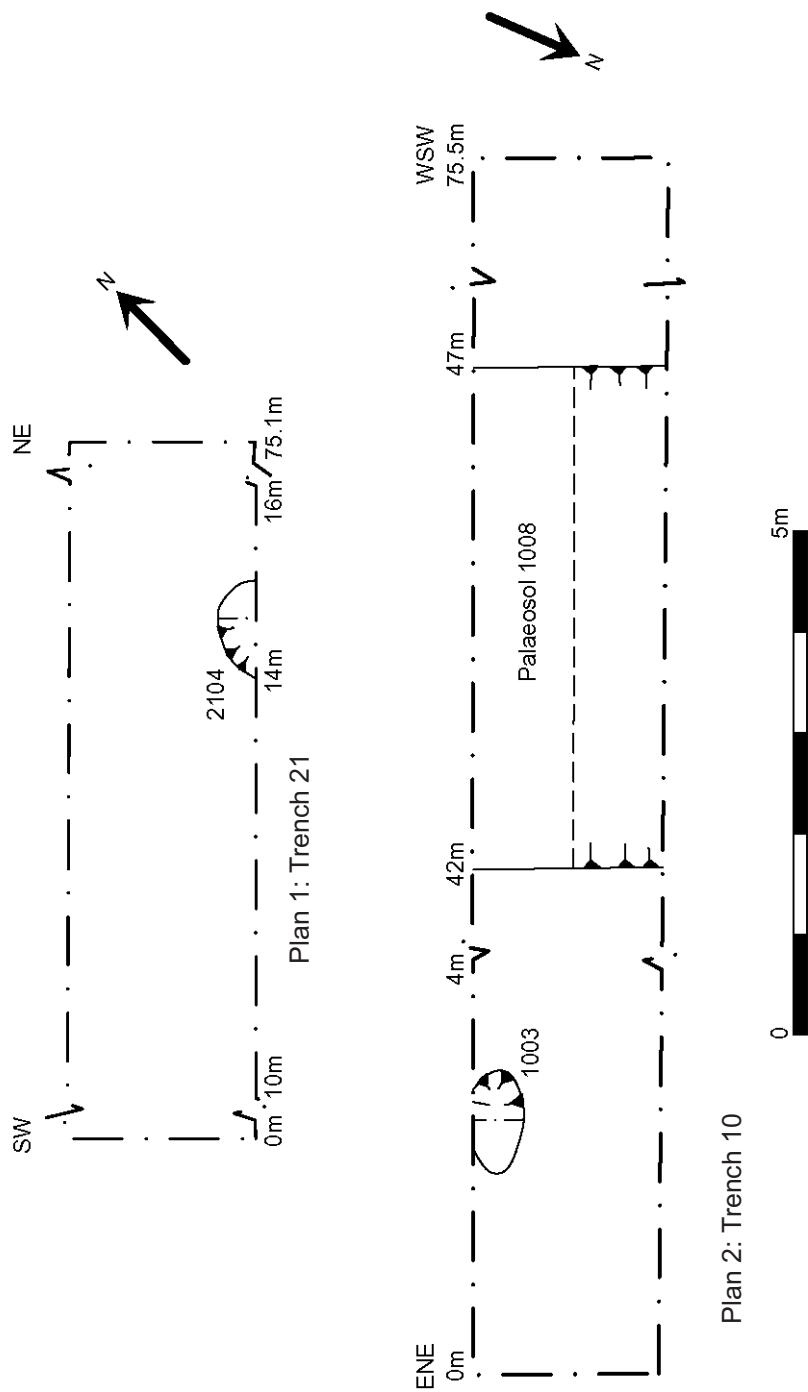 SW
NE
N
2104
0m
10m
14m
16m
75.1m
Plan 1: Trench 21
ENE
WSW
N
0m
4m
42m
47m
75.5m
1003
Palaeosol 1008
Plan 2: Trench 10
0
5m